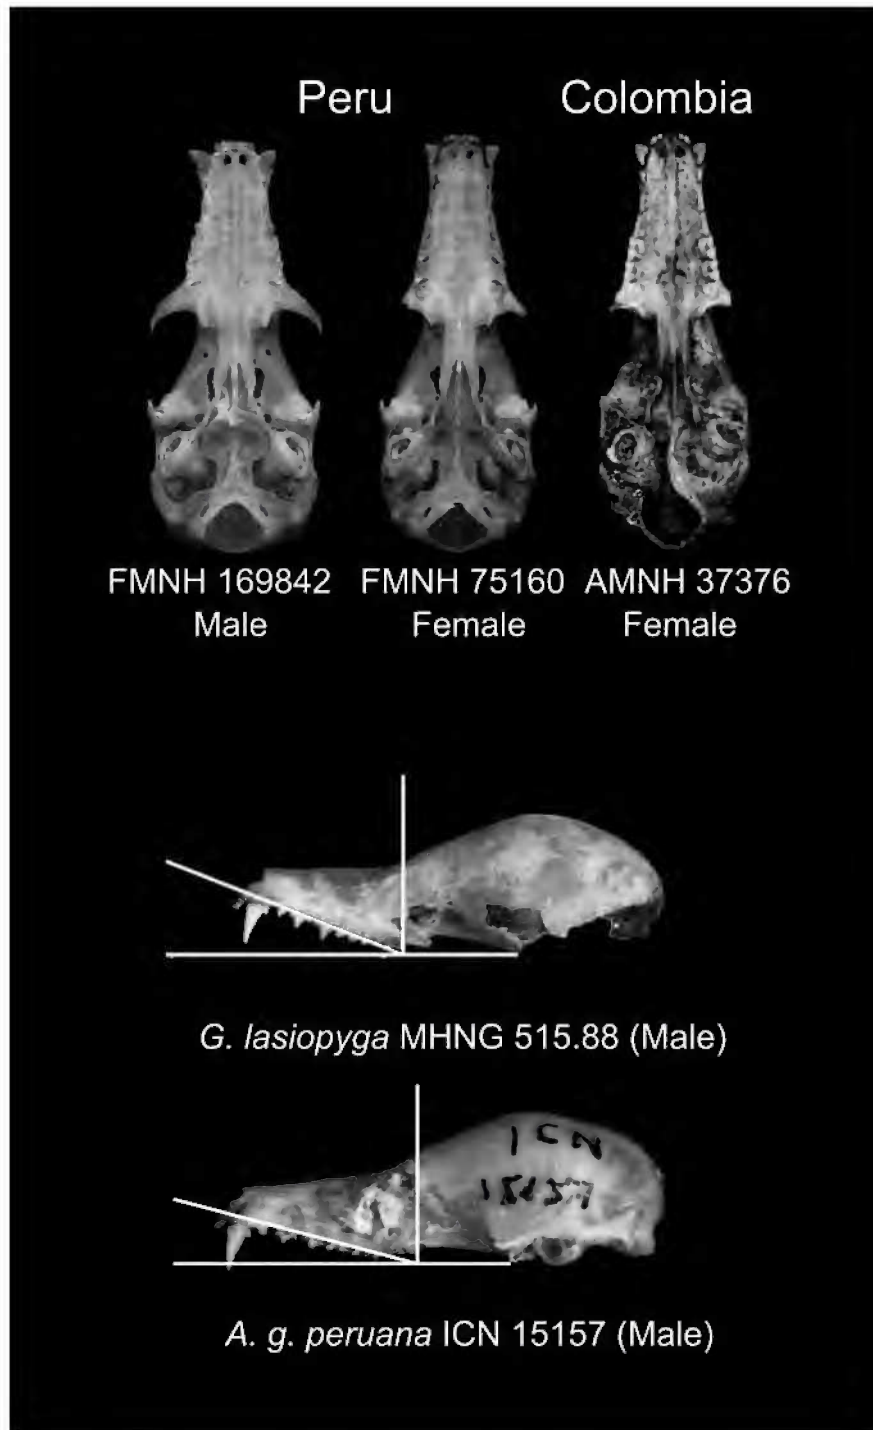 Peru Colombia
FMNH 169842 FMNH 75160 AMNH 37376
Male Female Female
G. lasiopyga MHNG 515.88 (Male)
ICN
A. g. peruana ICN 15157 (Male)